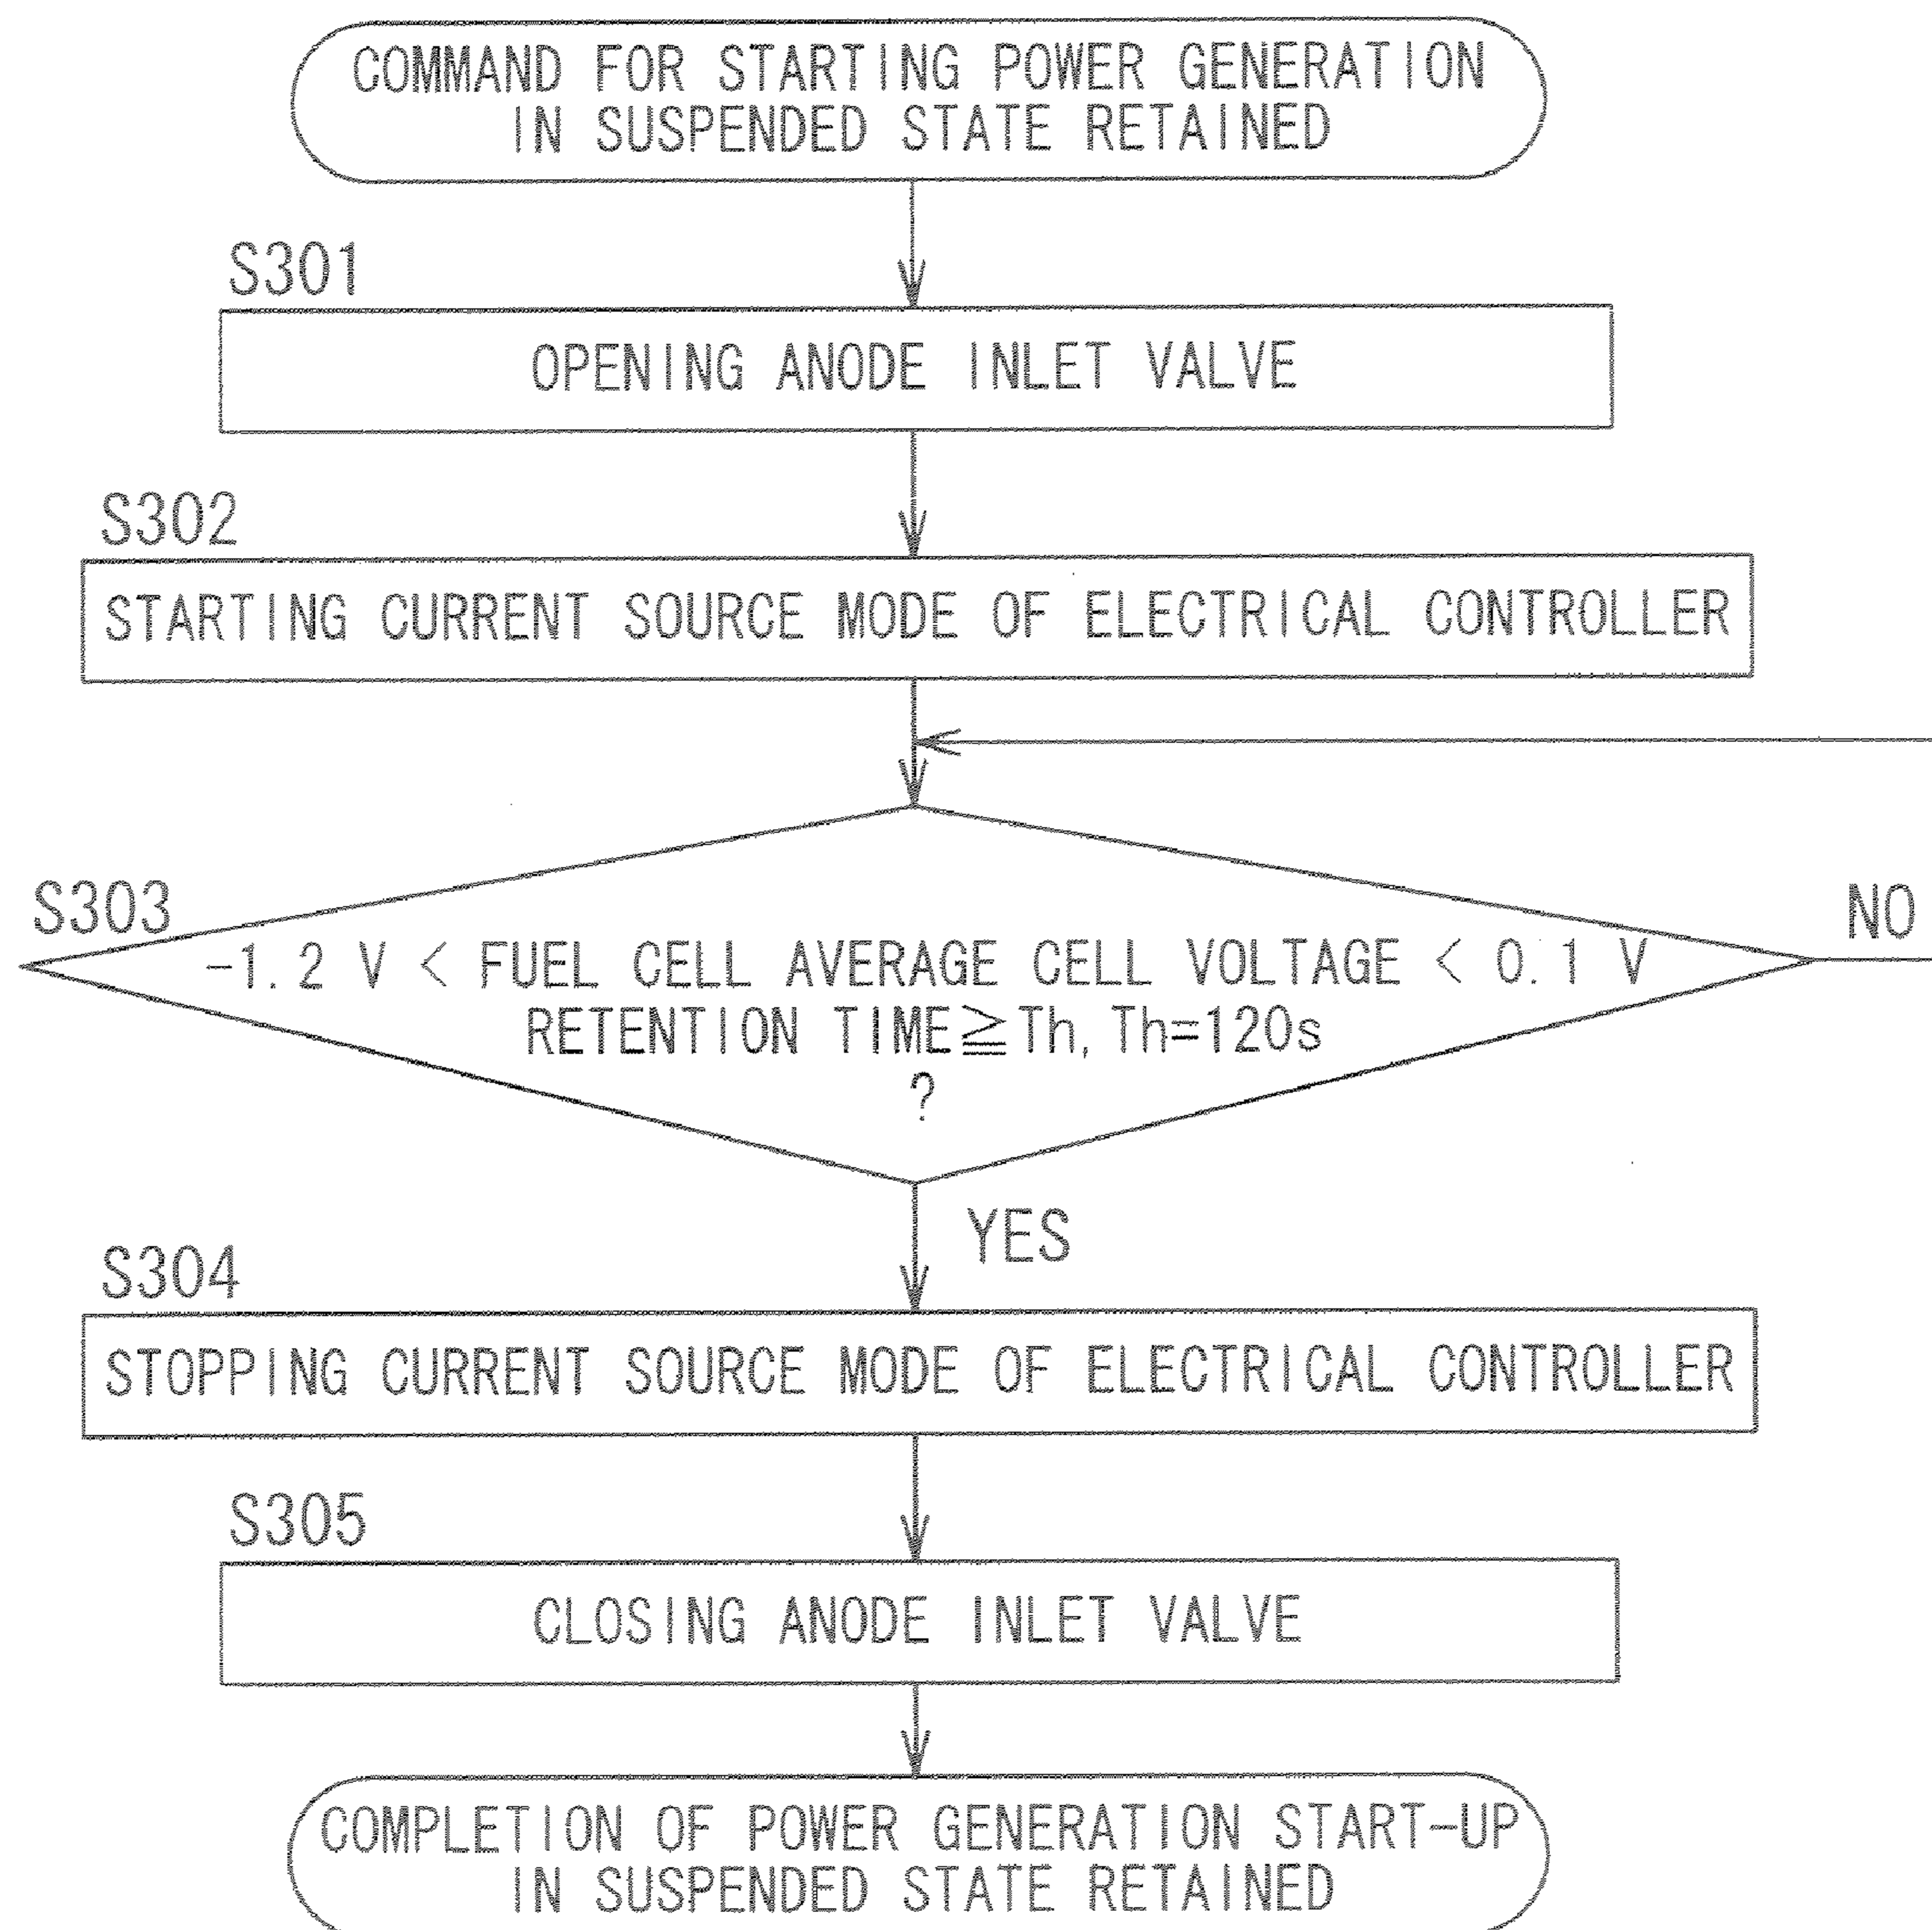 COMMAND FOR STARTING POWER GENERATION
IN SUSPENDED STATE RETAINED
S301
OPENING ANODE INLET VALVE
S302
STARTING CURRENT SOURCE MODE OF ELECTRICAL CONTROLLER
S303
NO
-1.2 V < FUEL CELL AVERAGE CELL VOLTAGE < 0.1 V
RETENTION TIME≧Th, Th=120s
?
YES
S304
STOPPING CURRENT SOURCE MODE OF ELECTRICAL CONTROLLER
S305
CLOSING ANODE INLET VALVE
COMPLETION OF POWER GENERATION START-UP
IN SUSPENDED STATE RETAINED